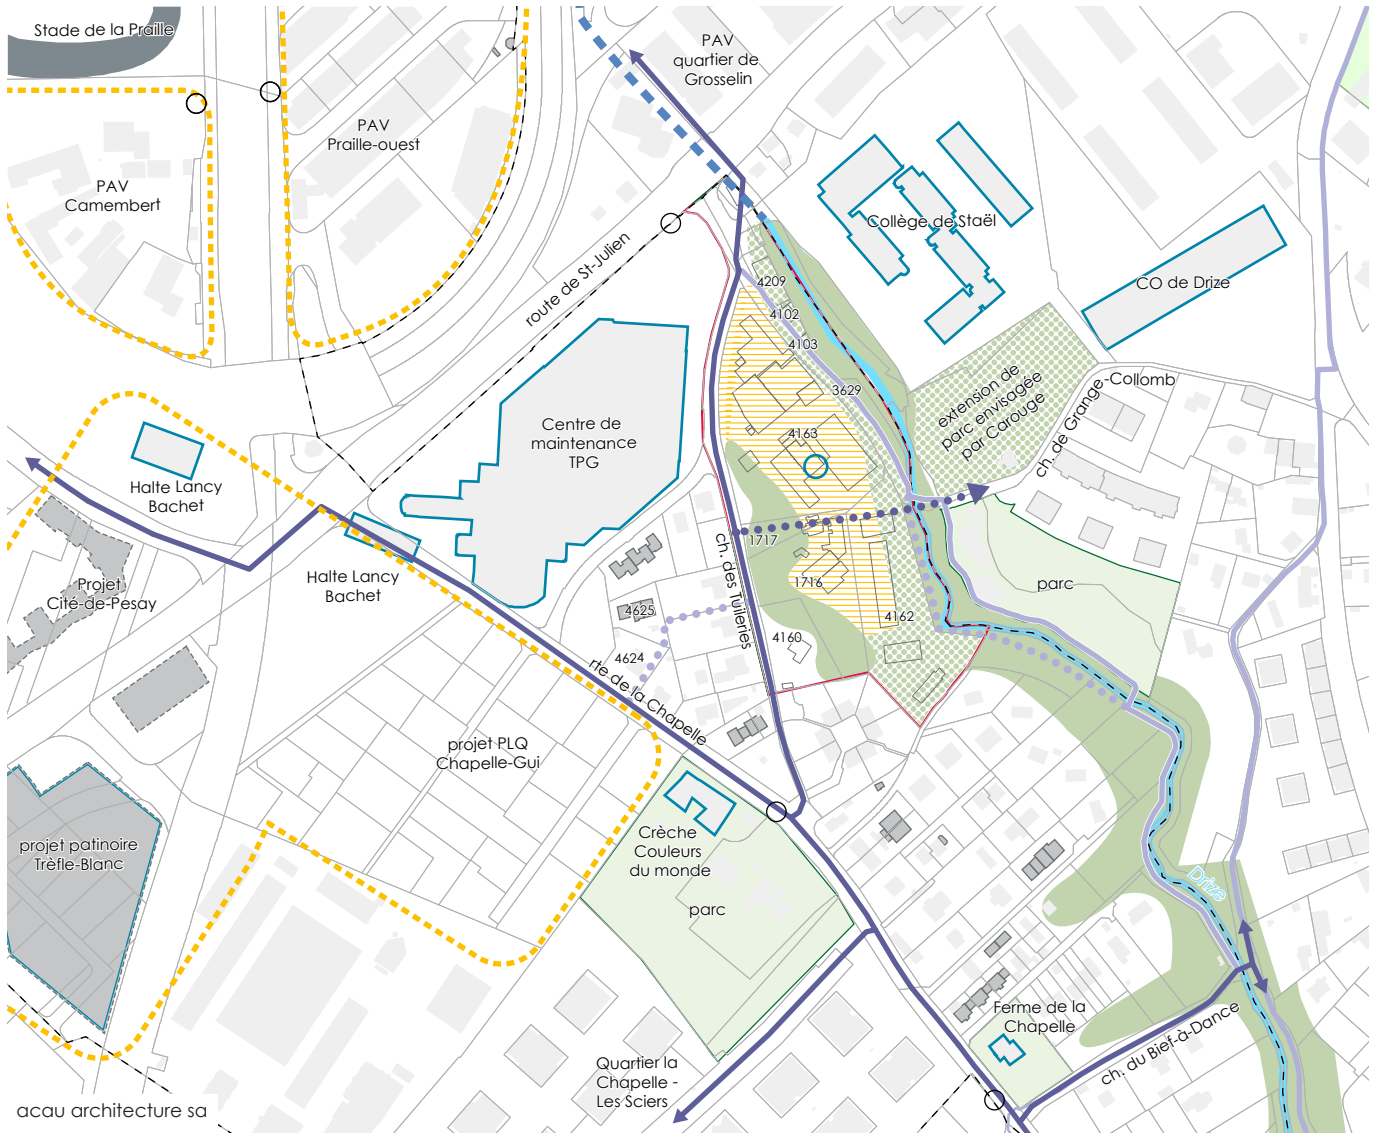 Stade de la Praille
PAV
quartier de
Grosselin
PAV
Praille-ouest
PAV
Camembert
Collège de Staël
route de St-Julien
4209
CO de Drize
4102
4103
extension de
parc envisagée
par Carouge
ch. de Grange-Collomb
3629
Centre de
maintenance
TPG
4163
Halte Lancy
Bachet
1717
ch. des Tuileries
Halte Lancy
Bachet
Projet
Cité-de-Pesay
1716
parc
4625
4162
4160
4624
rte de la Chapelle
projet PLQ
Chapelle-Gui
projet patinoire
Trèfle-Blanc
Crèche
Couleurs
du monde
parc
Drize
Ferme de la
Chapelle
ch. du Bief-à-Dance
Quartier la
Chapelle -
Les Sciers
acau architecture sa